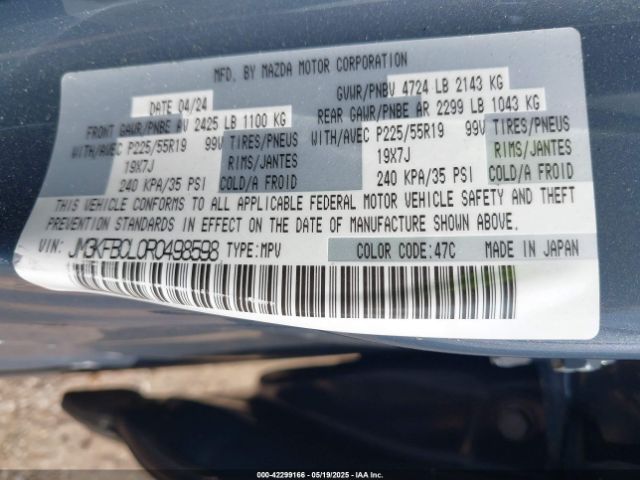 MFD. BY MAZDA MOTOR CORPORATION
DATE 04/24
GVWR/PNBV 4724 LB 2143 KG
FRONT GAWR/PNBE AV 2425 LB 1100 KG
REAR GAWR/PNBE AR 2299 LB 1043 KG
WITH/AVEC P225/55R19 99V TIRES/PNEUS
19X7J RIMS/JANTES
240 KPA/35 PSI COLD/A FROID
WITH/AVEC P225/55R19 99V TIRES/PNEUS
19X7J RIMS/JANTES
240 KPA/35 PSI COLD/A FROID
THIS VEHICLE CONFORMS TO ALL APPLICABLE FEDERAL MOTOR VEHICLE SAFETY AND THEFT
PREVENTION STANDARDS IN EFFECT ON THE DATE OF MANUFACTURE SHOWN ABOVE.
VIN: JM3KFBCL0R0498598 TYPE: MPV COLOR CODE: 47C MADE IN JAPAN
000-42299166 - 05/19/2025 - IAA Inc.